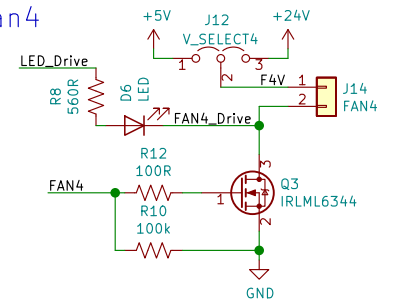 an4
+5V
J12
+24V
V_SELECT4
1
3
2
LED_Drive
F4V
1
J14
2
FAN4
R8
560R
D6
LED
FAN4_Drive
R12
100R
3
FAN4
1
Q3
IRLML6344
R10
100k
2
GND